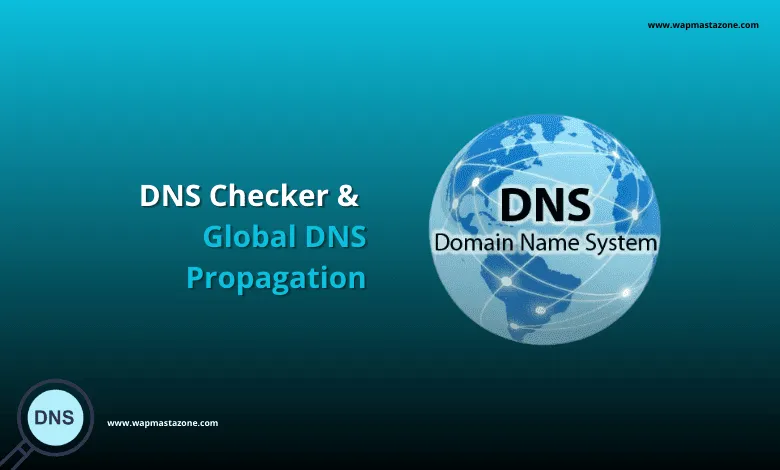 www.wapmastazone.com
DNS Checker &
Global DNS
Propagation
DNS
Domain Name System
DNS
www.wapmastazone.com